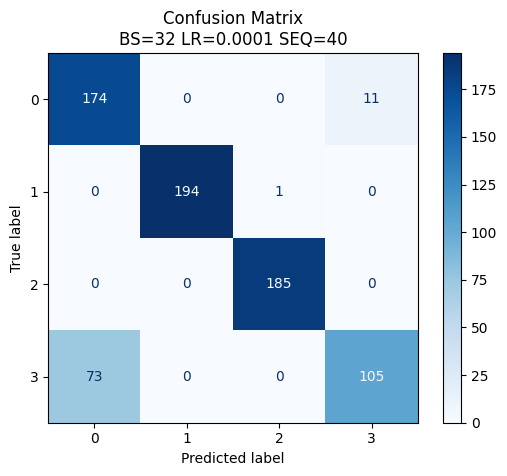 Confusion Matrix
BS=32 LR=0.0001 SEQ=40
0 174 0 0 11
1 0 194 1 0
2 0 0 185 0
3 73 0 0 105
0 1 2 3
Predicted label
True label
175
150
125
100
75
50
25
0